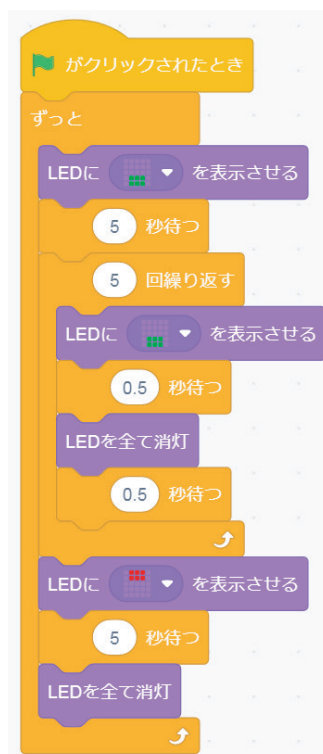 がクリックされたとき
ずっと
LEDに を表示させる
5 秒待つ
5 回繰り返す
LEDに を表示させる
0.5 秒待つ
LEDを全て消灯
0.5 秒待つ
LEDに を表示させる
5 秒待つ
LEDを全て消灯